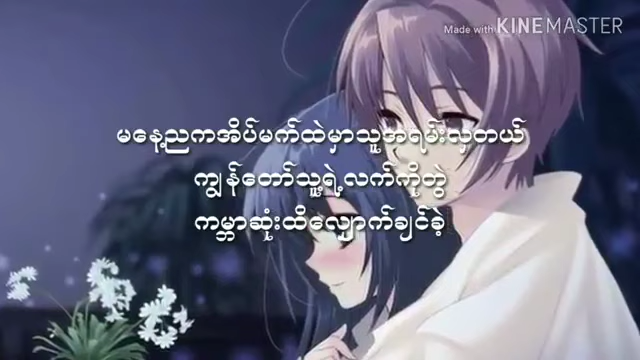 Made with KINEMASTER
မနေ့ညကအိပ်မက်ထဲမှာသူအရမ်းလှတယ်
ကျွန်တော်သူ့ရဲ့လက်ကိုတွဲ
ကမ္ဘာဆုံးထိလျှောက်ချင်ခဲ့